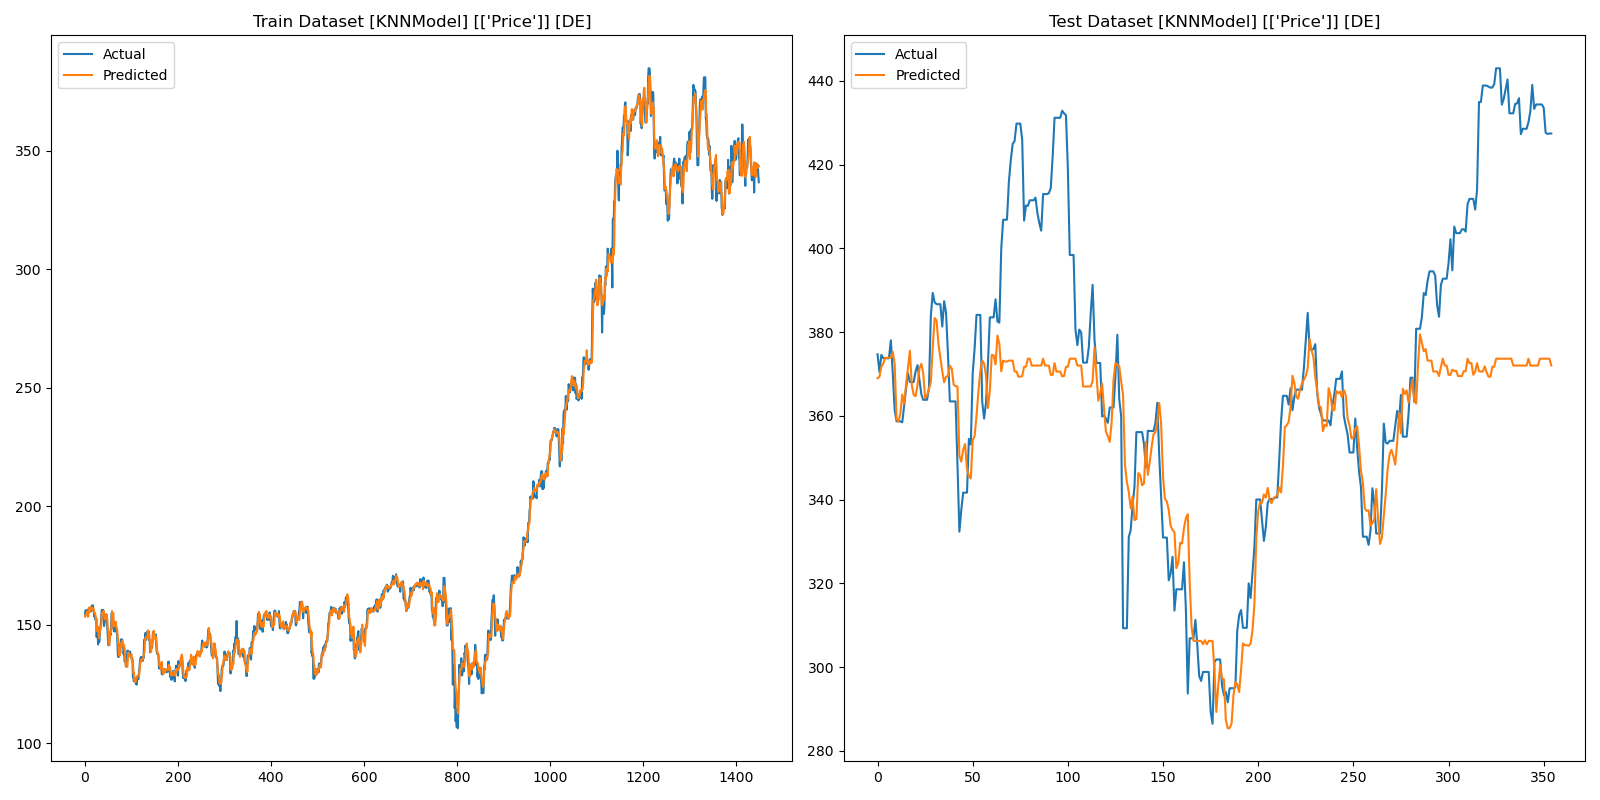 Train Dataset [KNNModel] [['Price']] [DE]
Actual
Predicted
350
300
250
200
150
100
0 200 400 600 800 1000 1200 1400
Test Dataset [KNNModel] [['Price']] [DE]
Actual
Predicted
440
420
400
380
360
340
320
300
280
0 50 100 150 200 250 300 350